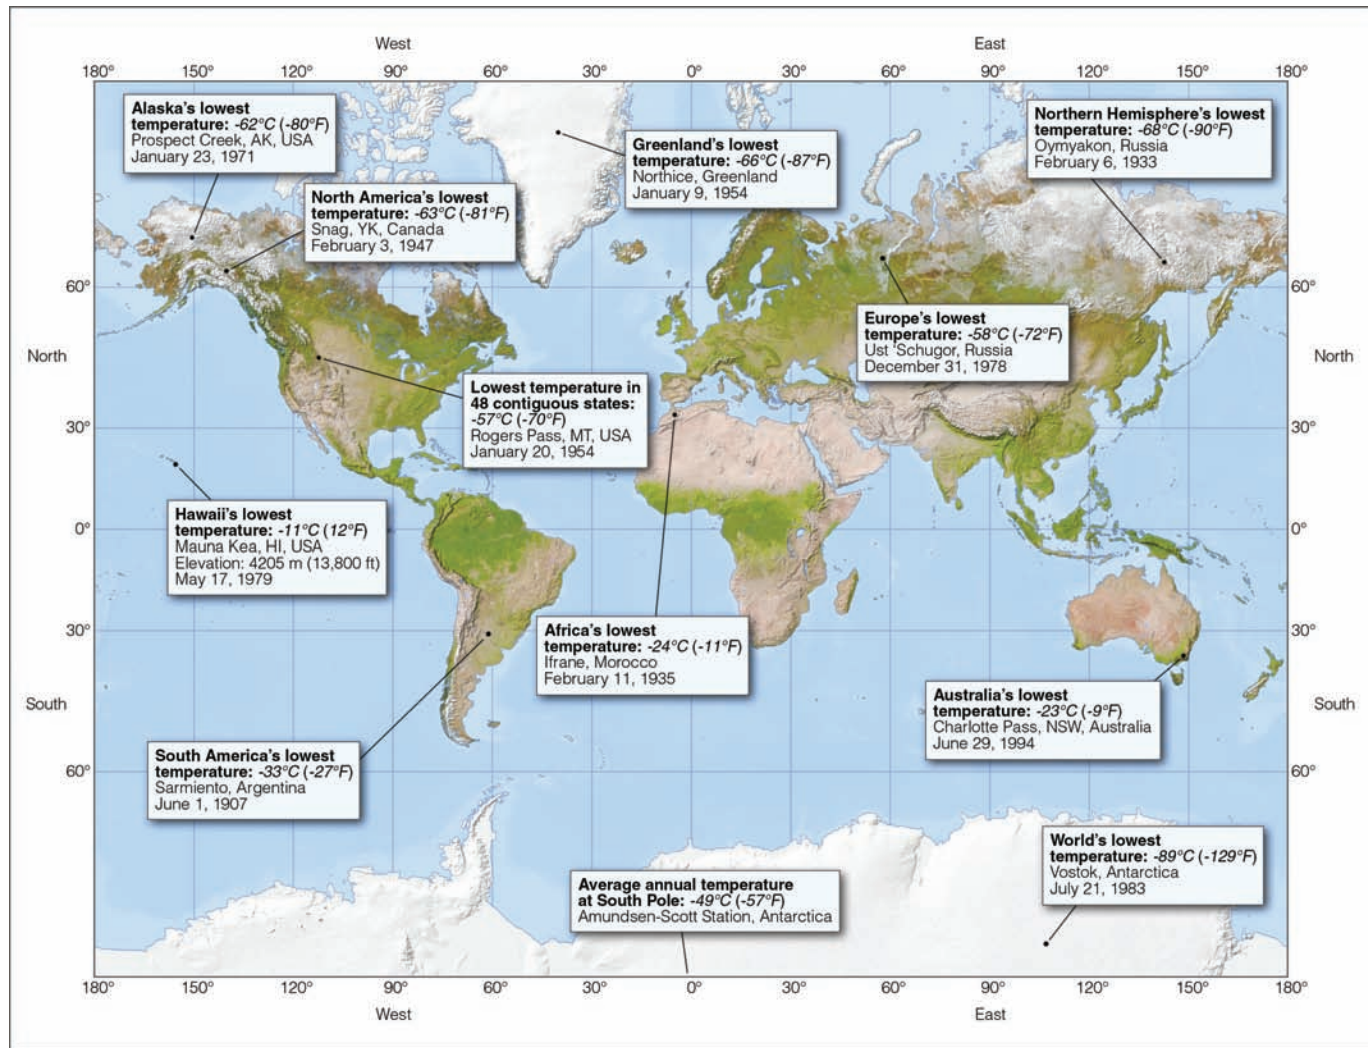 West
East
180°
150°
120°
90°
60°
30°
0°
30°
60°
90°
120°
150°
180°
Alaska's lowest
temperature: -62°C (-80°F)
Prospect Creek, AK, USA
January 23, 1971
North America's lowest
temperature: -63°C (-81°F)
Snag, YK, Canada
February 3, 1947
Greenland's lowest
temperature: -66°C (-87°F)
Northice, Greenland
January 9, 1954
Northern Hemisphere's lowest
temperature: -68°C (-90°F)
Oymyakon, Russia
February 6, 1933
60°
60°
Europe's lowest
temperature: -58°C (-72°F)
Ust 'Schugor, Russia
December 31, 1978
North
North
Lowest temperature in
48 contiguous states:
-57°C (-70°F)
Rogers Pass, MT, USA
January 20, 1954
30°
30°
Hawaii's lowest
temperature: -11°C (12°F)
Mauna Kea, HI, USA
Elevation: 4205 m (13,800 ft)
May 17, 1979
0°
0°
Africa's lowest
temperature: -24°C (-11°F)
Ifrane, Morocco
February 11, 1935
30°
30°
South
South
Australia's lowest
temperature: -23°C (-9°F)
Charlotte Pass, NSW, Australia
June 29, 1994
South America's lowest
temperature: -33°C (-27°F)
Sarmiento, Argentina
June 1, 1907
60°
60°
World's lowest
temperature: -89°C (-129°F)
Vostok, Antarctica
July 21, 1983
Average annual temperature
at South Pole: -49°C (-57°F)
Amundsen-Scott Station, Antarctica
180°
150°
120°
90°
60°
30°
0°
30°
60°
90°
120°
150°
180°
West
East